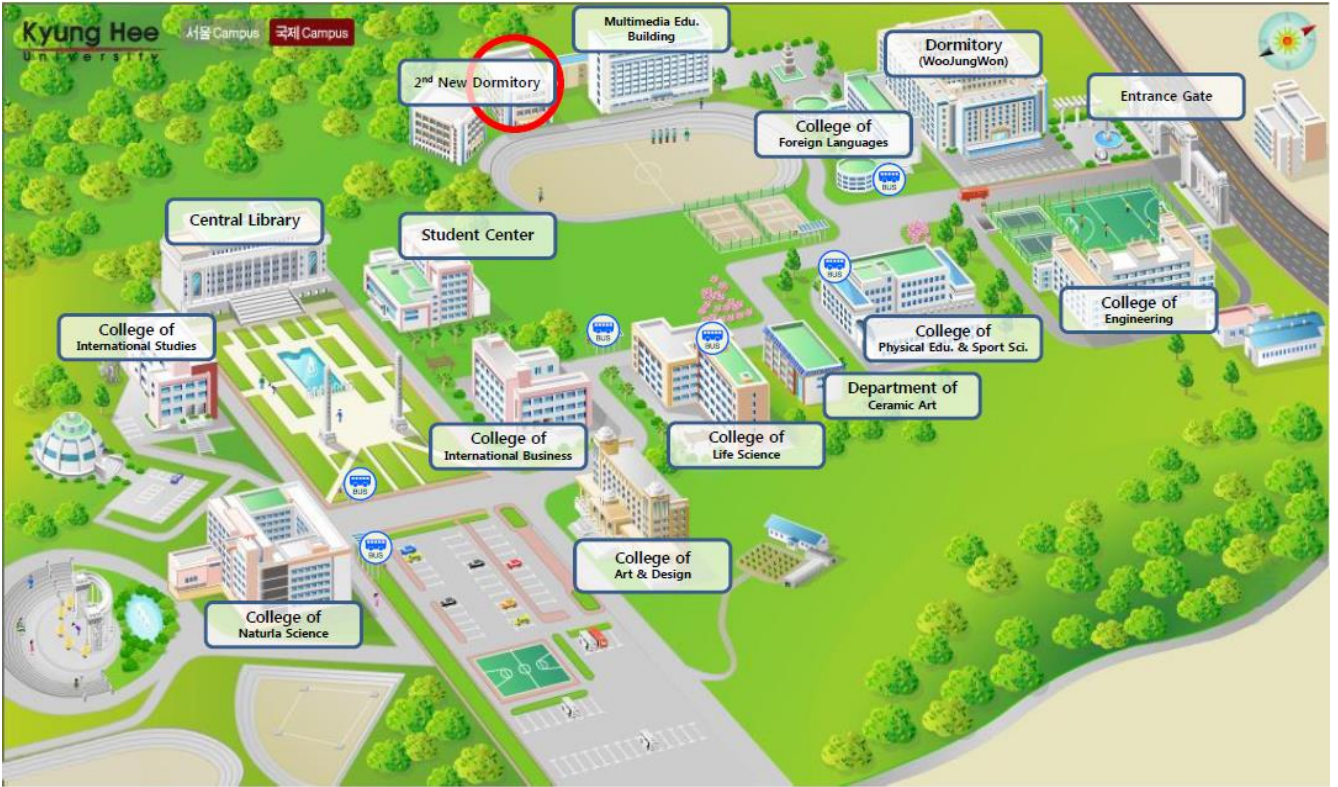 Kyung Hee
University
서울Campus
국제Campus
Multimedia Edu.
Building
2nd New Dormitory
Dormitory
(WooJungWon)
Entrance Gate
College of
Foreign Languages
BUS
Central Library
Student Center
BUS
College of
International Studies
BUS
BUS
College of
Physical Edu. & Sport Sci.
College of
Engineering
Department of
Ceramic Art
College of
International Business
College of
Life Science
BUS
BUS
College of
Art & Design
College of
Naturla Science